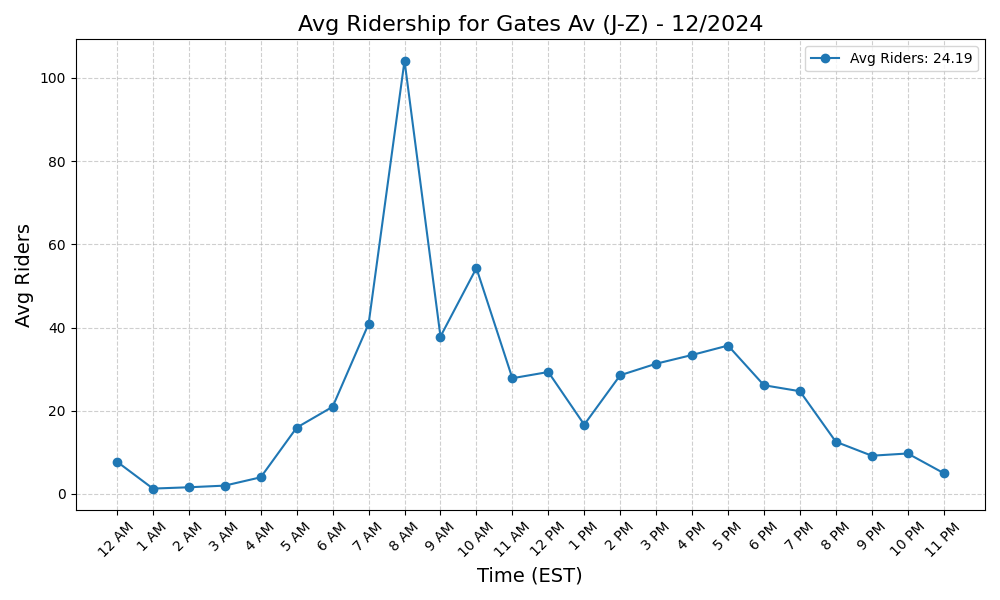 Avg Ridership for Gates Av (J-Z) - 12/2024
Avg Riders: 24.19
Avg Riders
100
80
60
40
20
0
12 AM
1 AM
2 AM
3 AM
4 AM
5 AM
6 AM
7 AM
8 AM
9 AM
10 AM
11 AM
12 PM
1 PM
2 PM
3 PM
4 PM
5 PM
6 PM
7 PM
8 PM
9 PM
10 PM
11 PM
Time (EST)